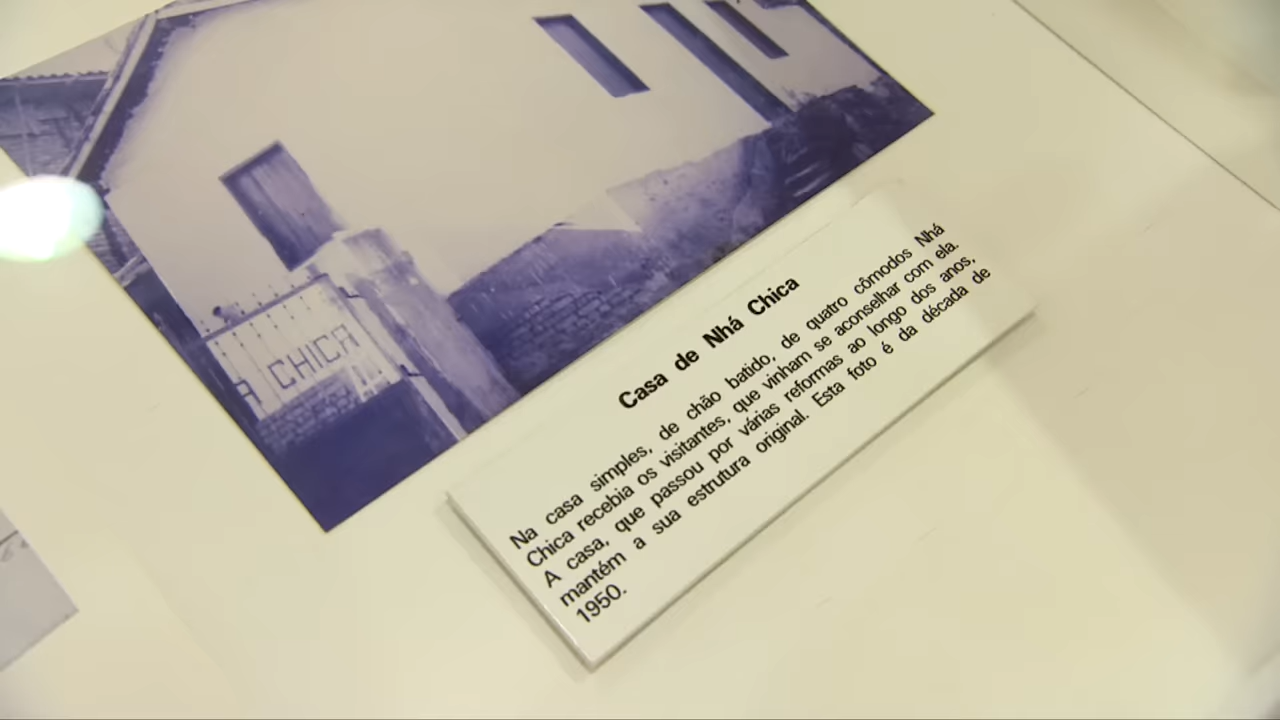 A CHICA
Casa de Nhá Chica
Na casa simples, de chão batido, de quatro cômodos Nhá
Chica recebia os visitantes, que vinham se aconselhar com ela.
A casa, que passou por várias reformas ao longo dos anos,
mantém a sua estrutura original. Esta foto é da década de
1950.